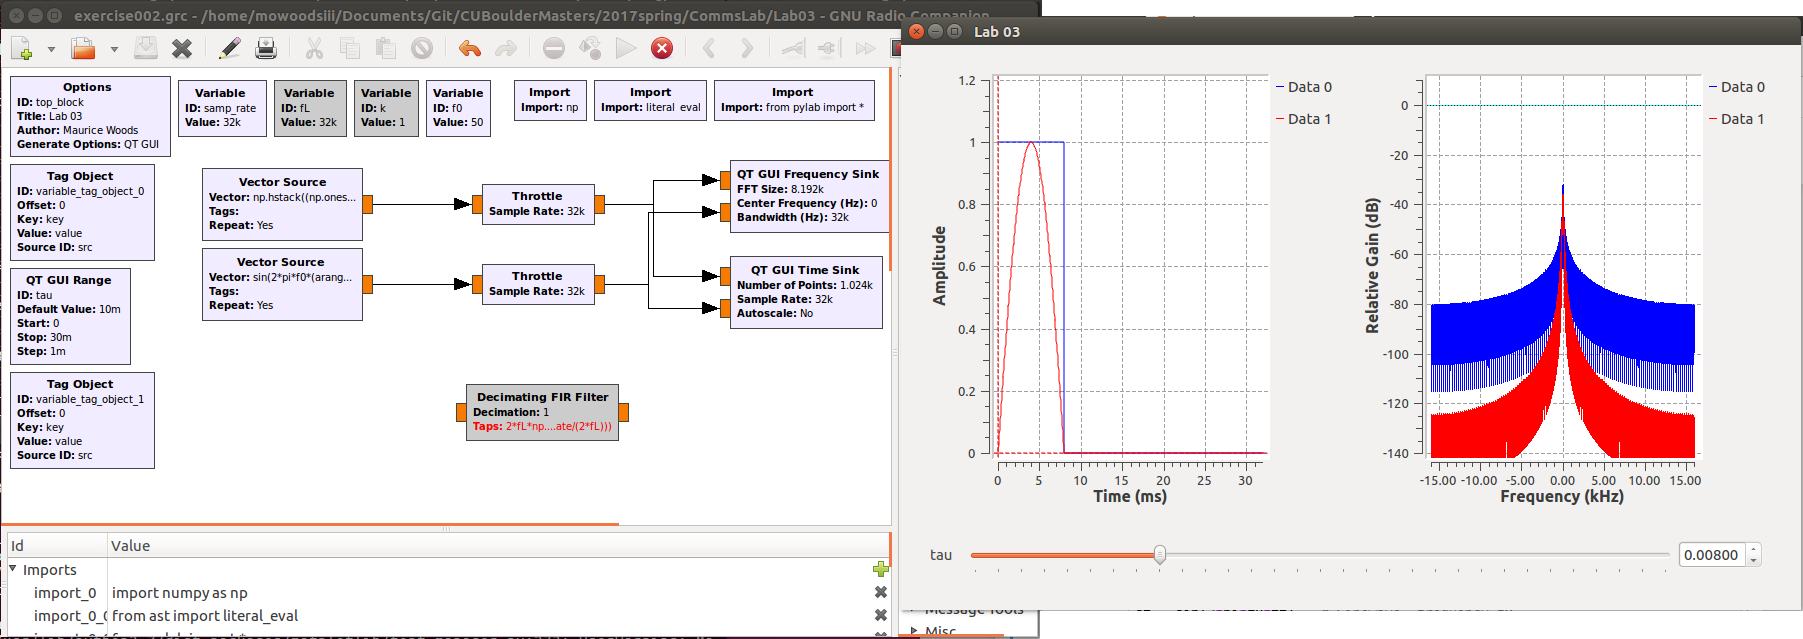 exercise002.grc - /home/mowoodsiii/Documents/Git/CUBoulderMasters/2017spring/CommsLab/Lab03 - GNU Radio Companion
Options
ID: top_block
Title: Lab 03
Author: Maurice Woods
Generate Options: QT GUI
Variable
ID: samp_rate
Value: 32k
Variable
ID: fL
Value: 32k
Variable
ID: k
Value: 1
Variable
ID: f0
Value: 50
Import
Import: np
Import
Import: literal_eval
Import
Import: from pylab import *
Tag Object
ID: variable_tag_object_0
Offset: 0
Key: key
Value: value
Source ID: src
QT GUI Range
ID: tau
Default Value: 10m
Start: 0
Stop: 30m
Step: 1m
Tag Object
ID: variable_tag_object_1
Offset: 0
Key: key
Value: value
Source ID: src
Vector Source
Vector: np.hstack((np.ones...
Tags:
Repeat: Yes
Vector Source
Vector: sin(2*pi*f0*(arang...
Tags:
Repeat: Yes
Throttle
Sample Rate: 32k
Throttle
Sample Rate: 32k
QT GUI Frequency Sink
FFT Size: 8.192k
Center Frequency (Hz): 0
Bandwidth (Hz): 32k
QT GUI Time Sink
Number of Points: 1.024k
Sample Rate: 32k
Autoscale: No
Decimating FIR Filter
Decimation: 1
Taps: 2*fL*np....ate/(2*fL)))
Id Value
Imports
import_0 import numpy as np
import_0_0 from ast import literal_eval
Message Tools
Misc
Lab 03
Amplitude
1.2
1
0.8
0.6
0.4
0.2
0
0 5 10 15 20 25 30
Time (ms)
Data 0
Data 1
Relative Gain (dB)
0
-20
-40
-60
-80
-100
-120
-140
-15.00 -10.00 -5.00 0.00 5.00 10.00 15.00
Frequency (kHz)
Data 0
Data 1
tau 0.00800